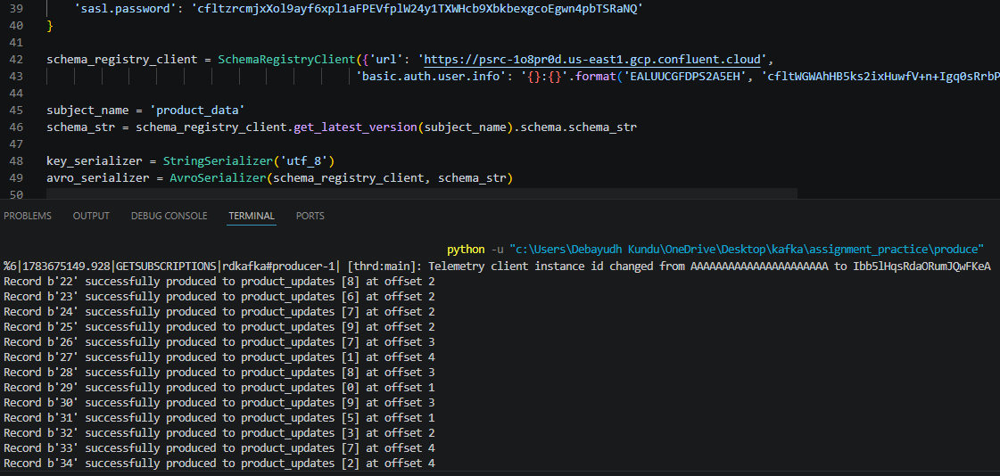 39 'sasl.password': 'cfltzrcmjxXol9ayf6xpl1aFPEVfplW24y1TXWHcb9XbkbexgcoEgwn4pbTSRaNQ'
40 }
41
42 schema_registry_client = SchemaRegistryClient({'url': 'https://psrc-1o8pr0d.us-east1.gcp.confluent.cloud',
43 'basic.auth.user.info': '{}:{}'.format('EALUUCGFDPS2A5EH', 'cfltWGWAhHB5ks2ixHuwfV+n+Igq0sRrbP
44
45 subject_name = 'product_data'
46 schema_str = schema_registry_client.get_latest_version(subject_name).schema.schema_str
47
48 key_serializer = StringSerializer('utf_8')
49 avro_serializer = AvroSerializer(schema_registry_client, schema_str)
50
PROBLEMS OUTPUT DEBUG CONSOLE TERMINAL PORTS
python -u "c:\Users\Debayudh Kundu\OneDrive\Desktop\kafka\assignment_practice\produce"
%6|1783675149.928|GETSUBSCRIPTIONS|rdkafka#producer-1| [thrd:main]: Telemetry client instance id changed from AAAAAAAAAAAAAAAAAAAAAA to Ibb5lHqsRdaORumJQwFKeA
Record b'22' successfully produced to product_updates [8] at offset 2
Record b'23' successfully produced to product_updates [6] at offset 2
Record b'24' successfully produced to product_updates [7] at offset 2
Record b'25' successfully produced to product_updates [9] at offset 2
Record b'26' successfully produced to product_updates [7] at offset 3
Record b'27' successfully produced to product_updates [1] at offset 4
Record b'28' successfully produced to product_updates [8] at offset 3
Record b'29' successfully produced to product_updates [0] at offset 1
Record b'30' successfully produced to product_updates [9] at offset 3
Record b'31' successfully produced to product_updates [5] at offset 1
Record b'32' successfully produced to product_updates [3] at offset 2
Record b'33' successfully produced to product_updates [7] at offset 4
Record b'34' successfully produced to product_updates [2] at offset 4